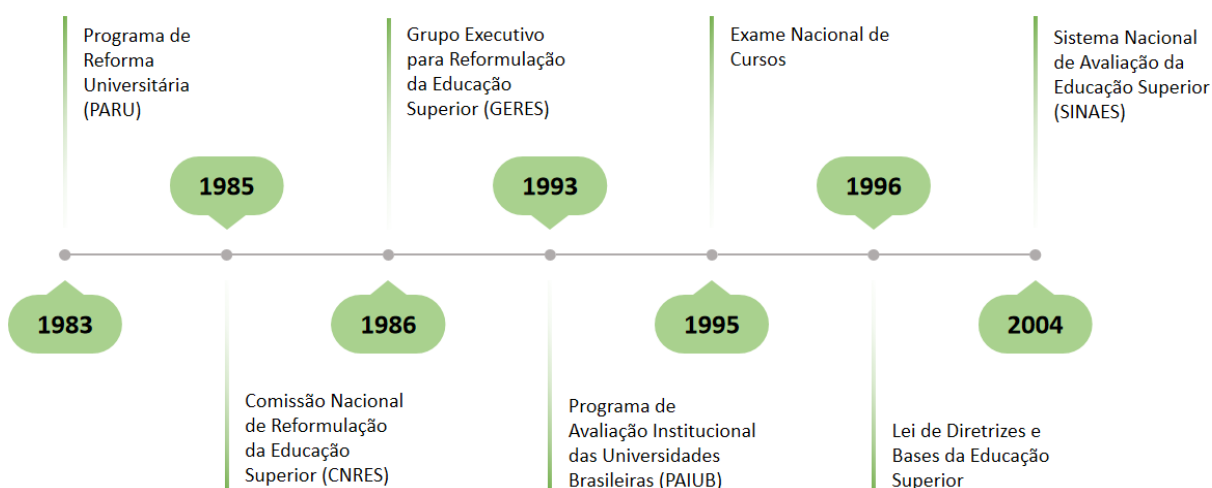 Programa de
Reforma
Universitária
(PARU)
Grupo Executivo
para Reformulação
da Educação
Superior (GERES)
Exame Nacional de
Cursos
Sistema Nacional
de Avaliação da
Educação Superior
(SINAES)
1985
1993
1996
1983
1986
1995
2004
Comissão Nacional
de Reformulação
da Educação
Superior (CNRES)
Programa de
Avaliação Institucional
das Universidades
Brasileiras (PAIUB)
Lei de Diretrizes e
Bases da Educação
Superior